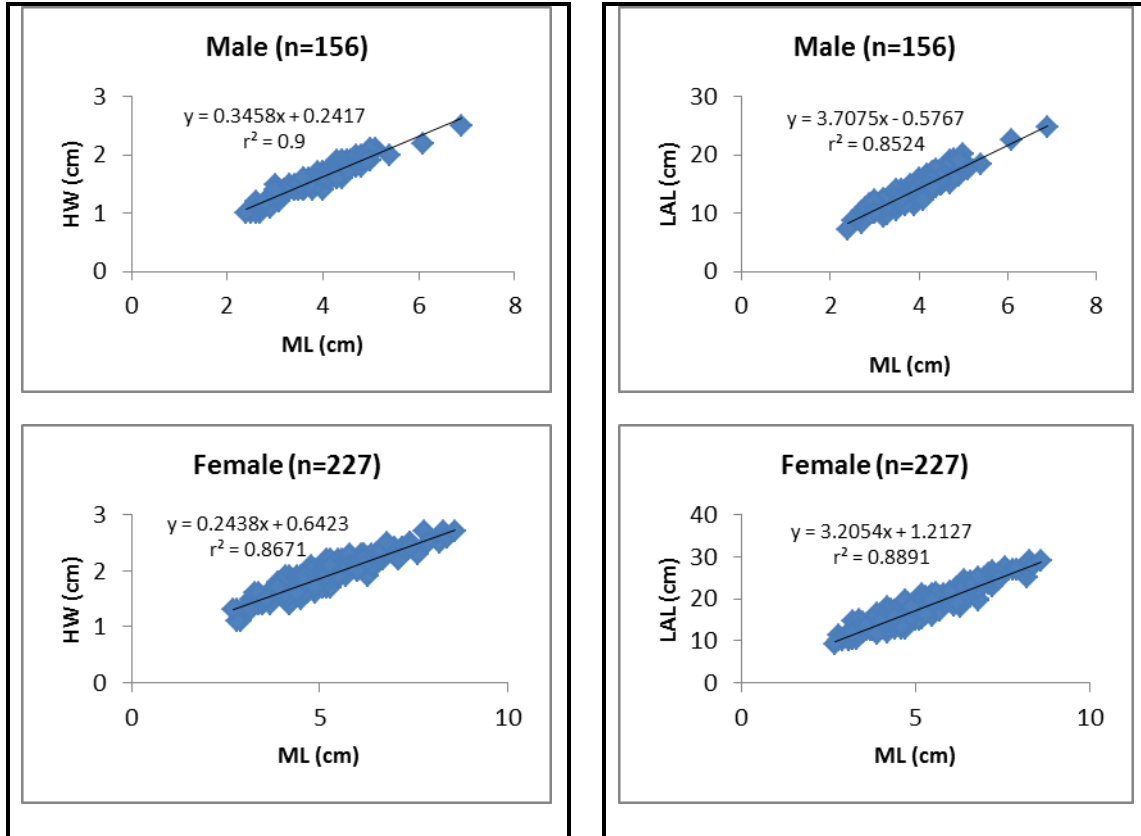 Male (n=156)
y = 0.3458x + 0.2417
r² = 0.9
3
2
1
0
HW (cm)
0 2 4 6 8
ML (cm)
Male (n=156)
y = 3.7075x - 0.5767
r² = 0.8524
30
20
10
0
LAL (cm)
0 2 4 6 8
ML (cm)
Female (n=227)
y = 0.2438x + 0.6423
r² = 0.8671
3
2
1
0
HW (cm)
0 5 10
ML (cm)
Female (n=227)
y = 3.2054x + 1.2127
r² = 0.8891
40
30
20
10
0
LAL (cm)
0 5 10
ML (cm)